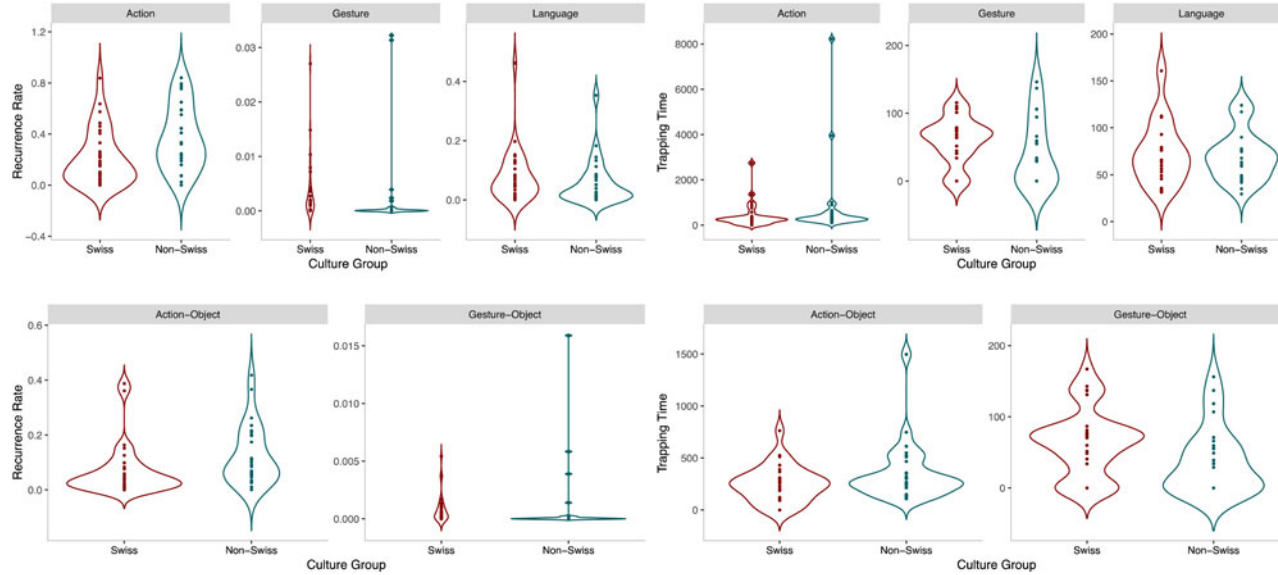 Action Gesture Language
Recurrence Rate
1.2
0.8
0.4
0.0
−0.4
0.03
0.02
0.01
0.00
0.4
0.2
0.0
Swiss Non−Swiss Swiss Non−Swiss Swiss Non−Swiss
Culture Group
Action Gesture Language
Trapping Time
8000
6000
4000
2000
0
200
100
0
200
150
100
50
0
Swiss Non−Swiss Swiss Non−Swiss Swiss Non−Swiss
Culture Group
Action−Object Gesture−Object
Recurrence Rate
0.6
0.4
0.2
0.0
0.015
0.010
0.005
0.000
Swiss Non−Swiss Swiss Non−Swiss
Culture Group
Action−Object Gesture−Object
Trapping Time
1500
1000
500
0
200
100
0
Swiss Non−Swiss Swiss Non−Swiss
Culture Group